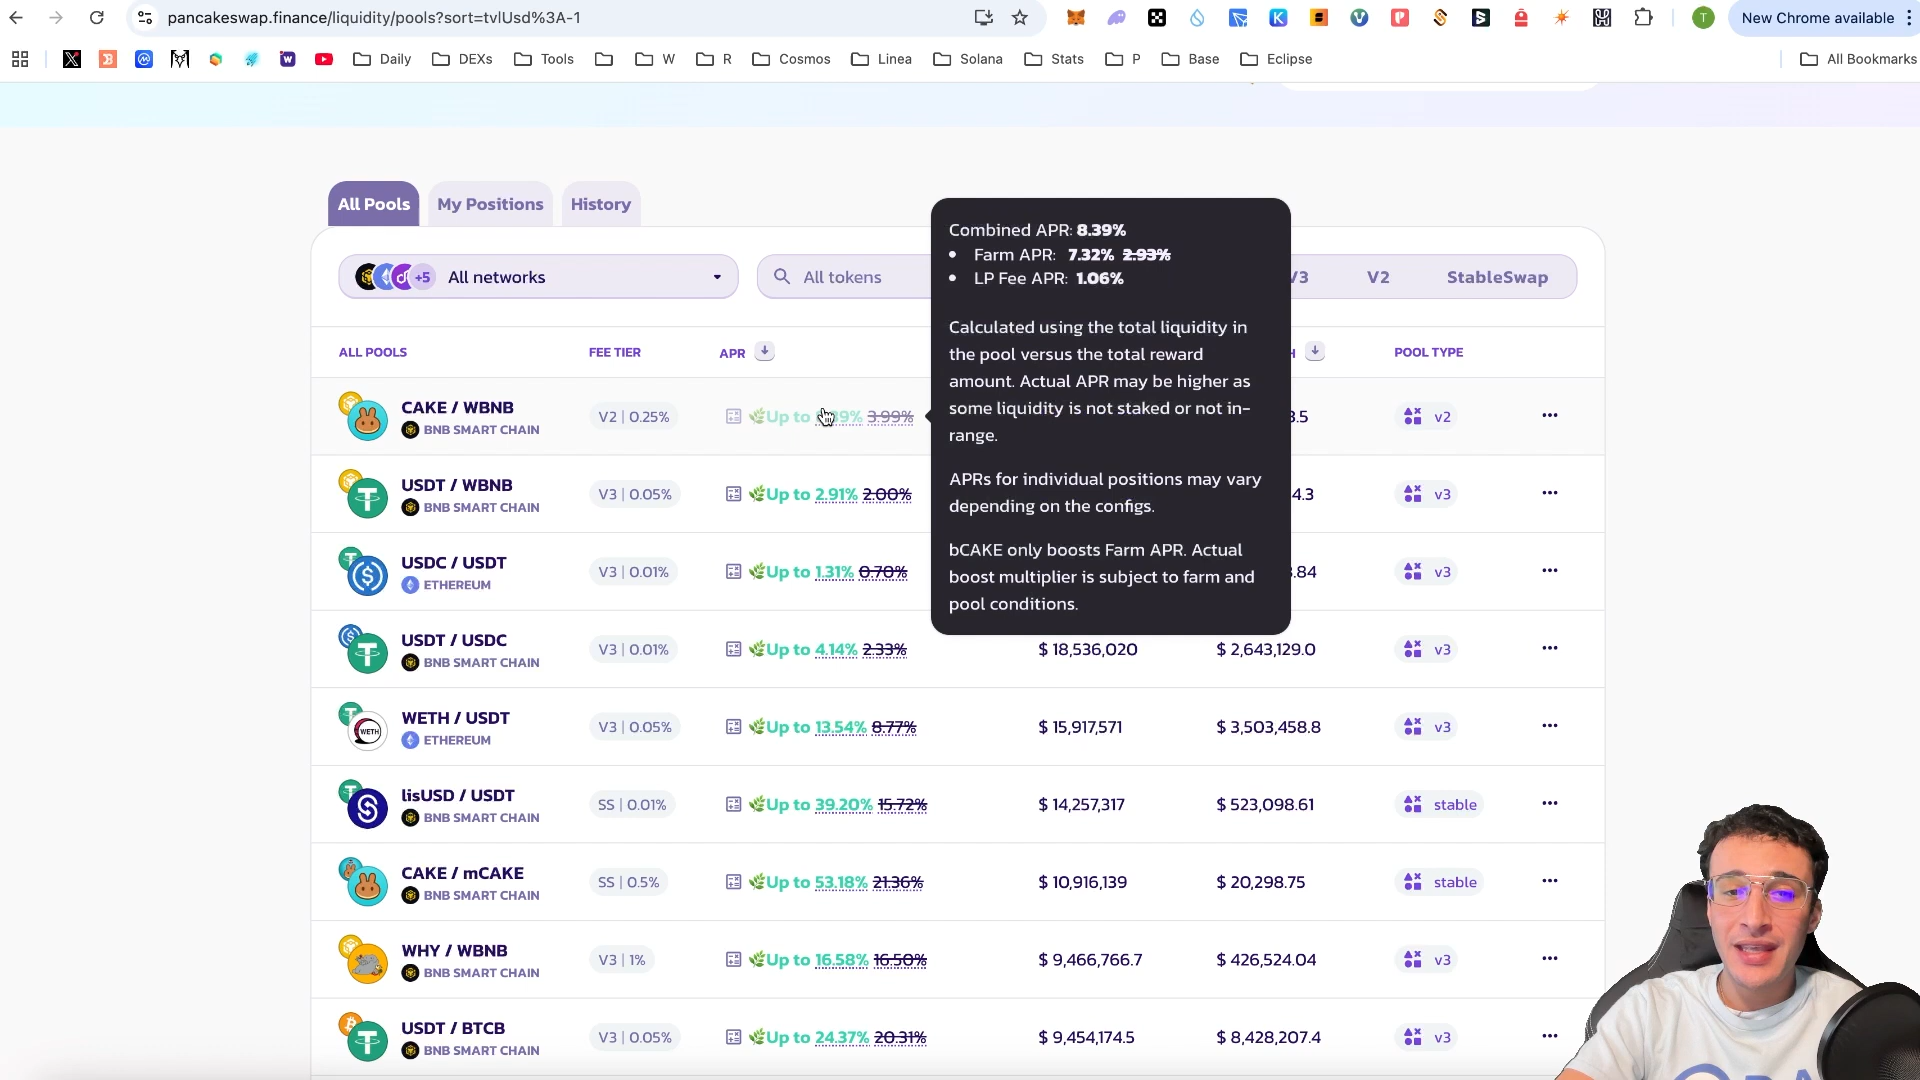 pancakeswap.finance/liquidity/pools?sort=tvlUsd%3A-1
T
New Chrome available
Daily
DEXs
Tools
W
R
Cosmos
Linea
Solana
Stats
P
Base
Eclipse
All Bookmarks
All Pools
My Positions
History
+5
All networks
All tokens
V3
V2
StableSwap
Combined APR: 8.39%
• Farm APR: 7.32% 2.93%
• LP Fee APR: 1.06%
Calculated using the total liquidity in
the pool versus the total reward
amount. Actual APR may be higher as
some liquidity is not staked or not in-
range.
APRs for individual positions may vary
depending on the configs.
bCAKE only boosts Farm APR. Actual
boost multiplier is subject to farm and
pool conditions.
ALL POOLS
FEE TIER
APR
H
POOL TYPE
CAKE / WBNB
BNB SMART CHAIN
V2 | 0.25%
Up to 39% 3.99%
3.5
v2
USDT / WBNB
BNB SMART CHAIN
V3 | 0.05%
Up to 2.91% 2.00%
4.3
v3
USDC / USDT
ETHEREUM
V3 | 0.01%
Up to 1.31% 0.70%
.84
v3
USDT / USDC
BNB SMART CHAIN
V3 | 0.01%
Up to 4.14% 2.33%
$ 18,536,020
$ 2,643,129.0
v3
WETH / USDT
ETHEREUM
V3 | 0.05%
Up to 13.54% 8.77%
$ 15,917,571
$ 3,503,458.8
v3
WETH
lisUSD / USDT
BNB SMART CHAIN
SS | 0.01%
Up to 39.20% 15.72%
$ 14,257,317
$ 523,098.61
stable
CAKE / mCAKE
BNB SMART CHAIN
SS | 0.5%
Up to 53.18% 21.36%
$ 10,916,139
$ 20,298.75
stable
WHY / WBNB
BNB SMART CHAIN
V3 | 1%
Up to 16.58% 16.50%
$ 9,466,766.7
$ 426,524.04
v3
USDT / BTCB
BNB SMART CHAIN
V3 | 0.05%
Up to 24.37% 20.31%
$ 9,454,174.5
$ 8,428,207.4
v3